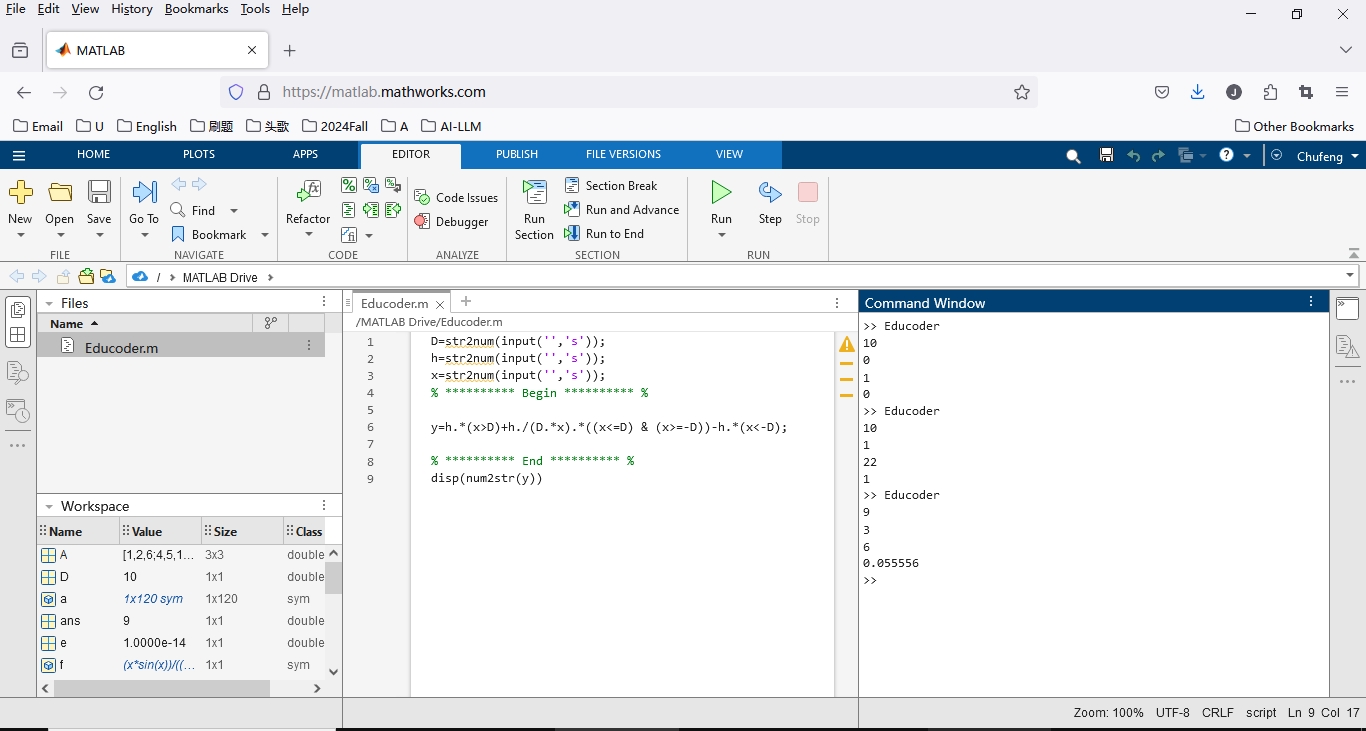 File Edit View History Bookmarks Tools Help
MATLAB
https://matlab.mathworks.com
Email U English 刷题 头歌 2024Fall A AI-LLM Other Bookmarks
HOME PLOTS APPS EDITOR PUBLISH FILE VERSIONS VIEW Chufeng
New Open Save Go To Find Bookmark Refactor Code Issues Debugger Run Section Section Break Run and Advance Run to End Run Step Stop
FILE NAVIGATE CODE ANALYZE SECTION RUN
/ > MATLAB Drive >
Files
Name
Educoder.m
Workspace
Name Value Size Class
A [1,2,6;4,5,1... 3x3 double
D 10 1x1 double
a 1x120 sym 1x120 sym
ans 9 1x1 double
e 1.0000e-14 1x1 double
f (x*sin(x))/((... 1x1 sym
Educoder.m
/MATLAB Drive/Educoder.m
1 D=str2num(input('','s'));
2 h=str2num(input('','s'));
3 x=str2num(input('','s'));
4 % ********** Begin ********** %
5
6 y=h.*(x>D)+h./(D.*x).*((x<=D) & (x>=-D))-h.*(x<-D);
7
8 % ********** End ********** %
9 disp(num2str(y))
Command Window
>> Educoder
10
0
1
0
>> Educoder
10
1
22
1
>> Educoder
9
3
6
0.055556
>>
Zoom: 100% UTF-8 CRLF script Ln 9 Col 17